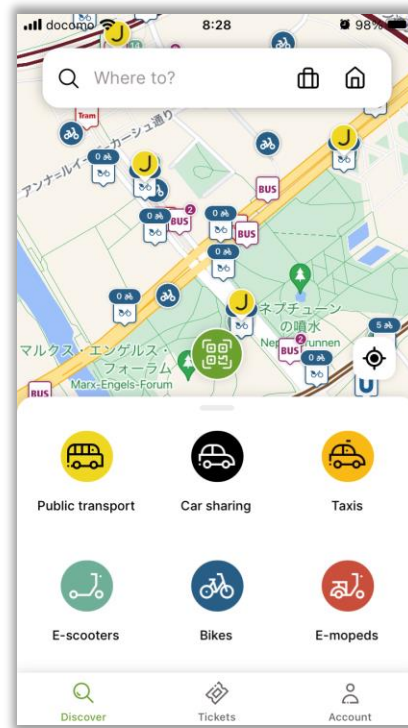 docomo
8:28
98%
Where to?
J
Tram
アンナ=ルイーゼ=カーシュ通り
J
0
J
0
BUS
BUS 2
0
0
BUS
0
0
J
ネプチューン
の噴水
5
マルクス・エンゲルス・
フォーラム
Marx-Engels-Forum
BUS 2
0
BUS
U
Public transport
Car sharing
Taxis
E-scooters
Bikes
E-mopeds
Discover
Tickets
Account